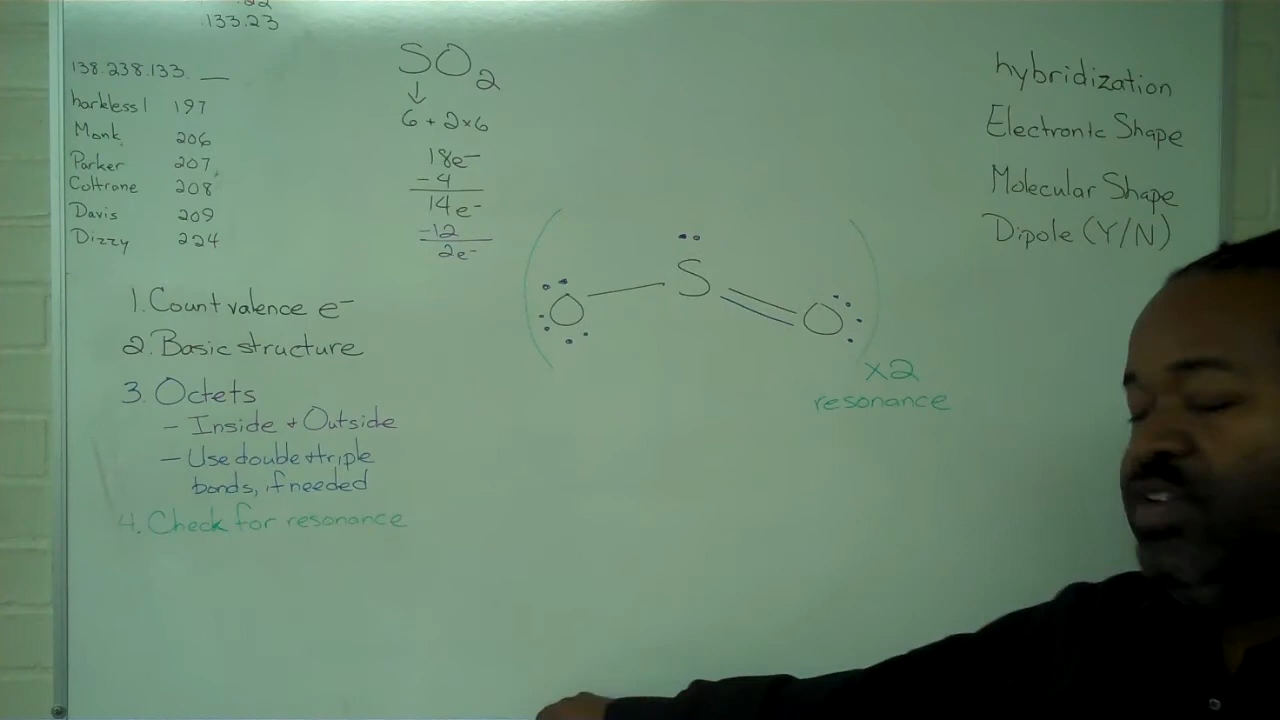 133.23
138.238.133. __
harkless1 197
Monk 206
Parker 207
Coltrane 208
Davis 209
Dizzy 224
SO2
↓
6 + 2×6
18e-
-4
14e-
-12
2e-
1. Count valence e-
2. Basic structure
3. Octets
- Inside + Outside
- Use double + triple
bonds, if needed
4. Check for resonance
S
O
O
×2
resonance
hybridization
Electronic Shape
Molecular Shape
Dipole (Y/N)